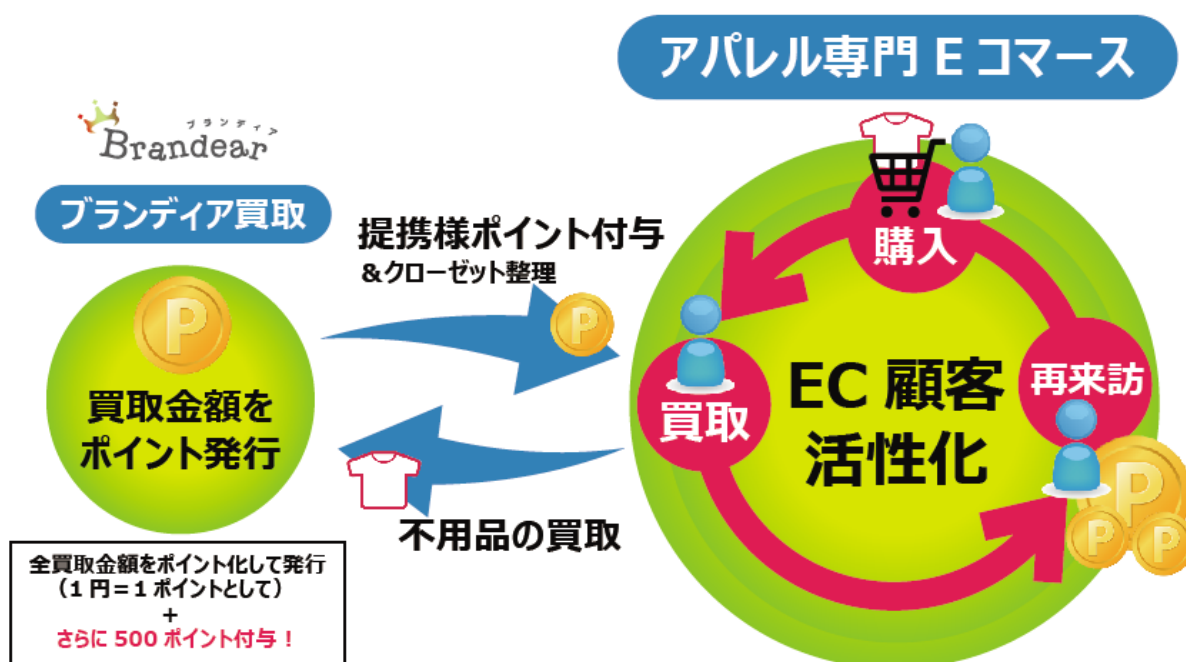 アパレル専門 E コマース
ブランディア
Brandear
ブランディア買取
提携様ポイント付与
&クローゼット整理
P
P
買取金額を
ポイント発行
不用品の買取
全買取金額をポイント化して発行
(1 円=1 ポイントとして)
+
さらに 500 ポイント付与!
購入
買取
再来訪
EC 顧客
活性化
P
P
P